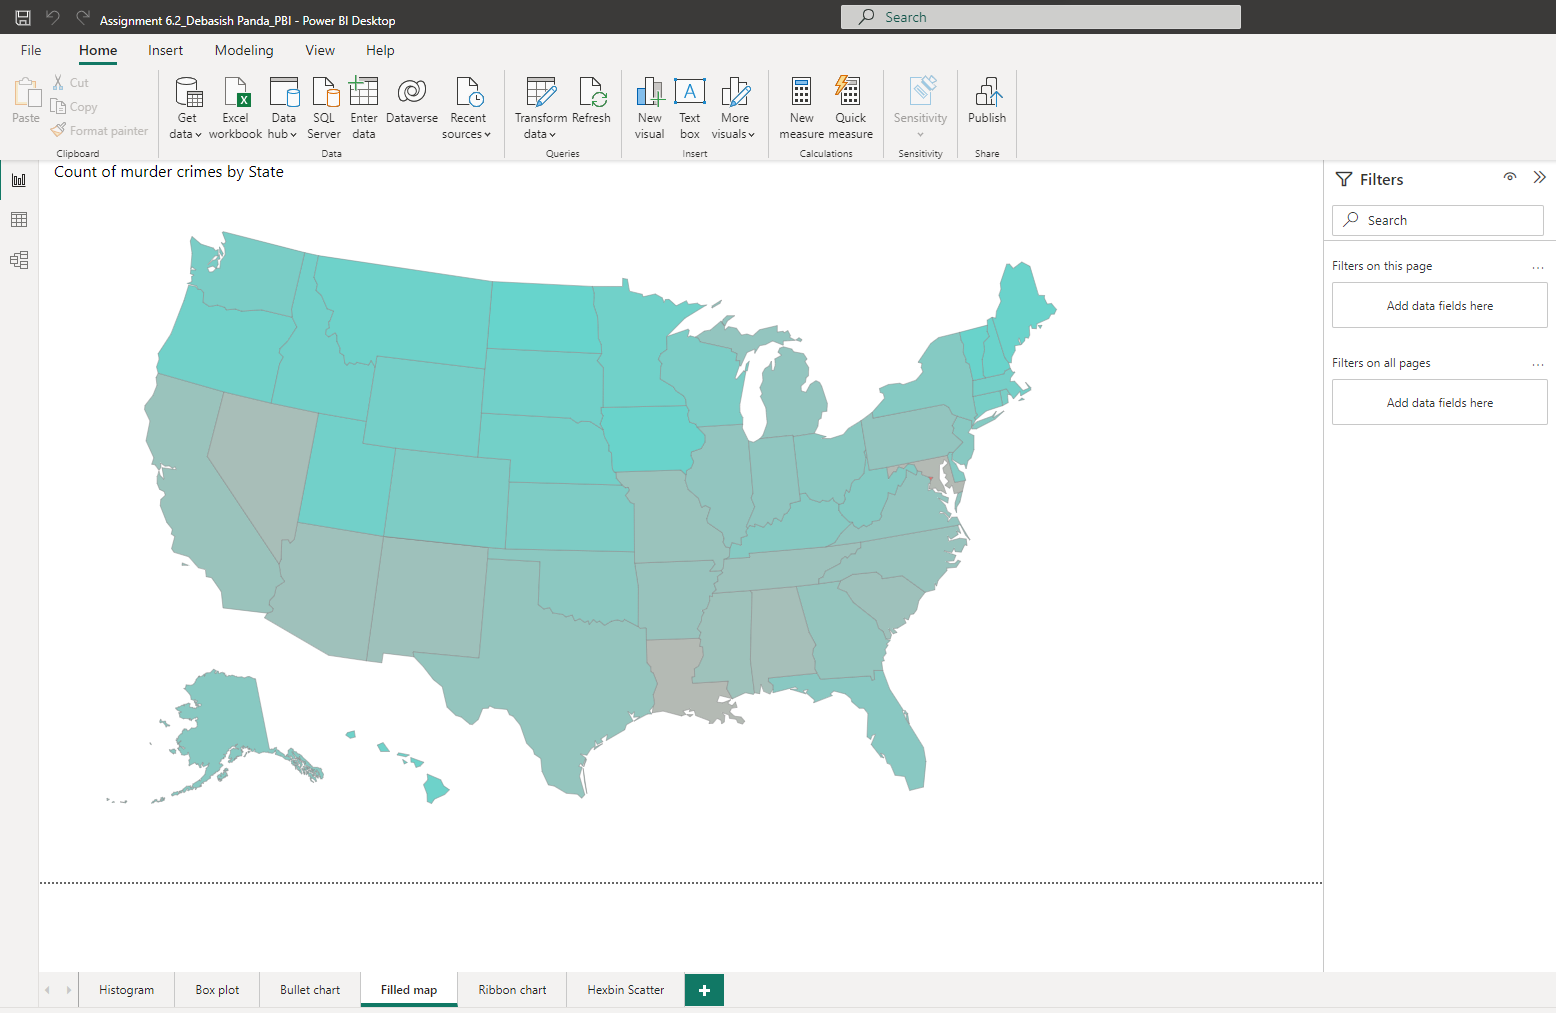 Assignment 6.2_Debasish Panda_PBI - Power BI Desktop
Search
File Home Insert Modeling View Help
Paste
Cut
Copy
Format painter
Clipboard
Get data
Excel workbook
Data hub
SQL Server
Enter data
Dataverse
Recent sources
Data
Transform data
Refresh
Queries
New visual
Text box
More visuals
Insert
New measure
Quick measure
Calculations
Sensitivity
Sensitivity
Publish
Share
Count of murder crimes by State
Filters
Search
Filters on this page ...
Add data fields here
Filters on all pages ...
Add data fields here
Histogram Box plot Bullet chart Filled map Ribbon chart Hexbin Scatter